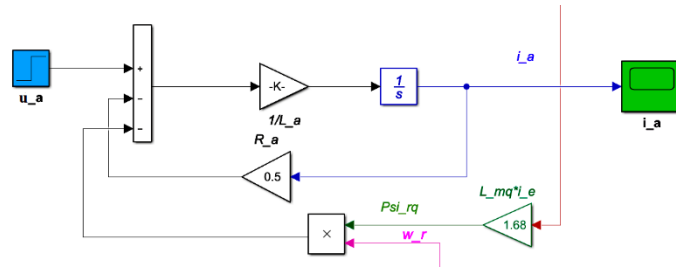 i_a
+
-
-
u_a
-K-
1/L_a
1
s
i_a
R_a
0.5
L_mq*i_e
1.68
Psi_rq
×
w_r